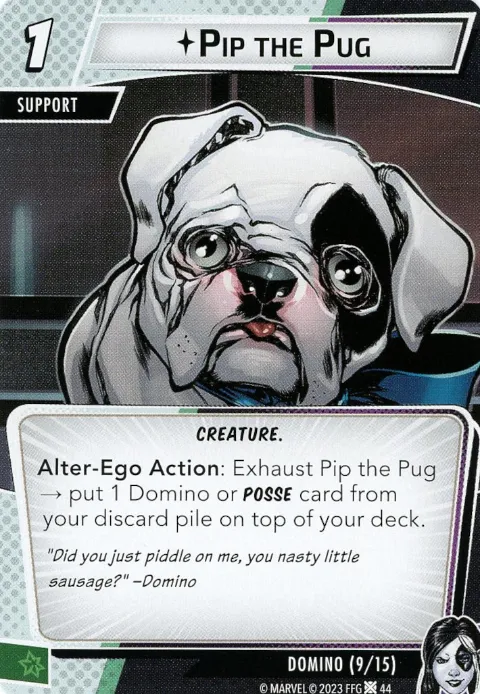 1
PIP THE PUG
SUPPORT
CREATURE.
Alter-Ego Action: Exhaust Pip the Pug
→ put 1 Domino or POSSE card from
your discard pile on top of your deck.
"Did you just piddle on me, you nasty little
sausage?" –Domino
DOMINO (9/15)
© MARVEL © 2023 FFG 44